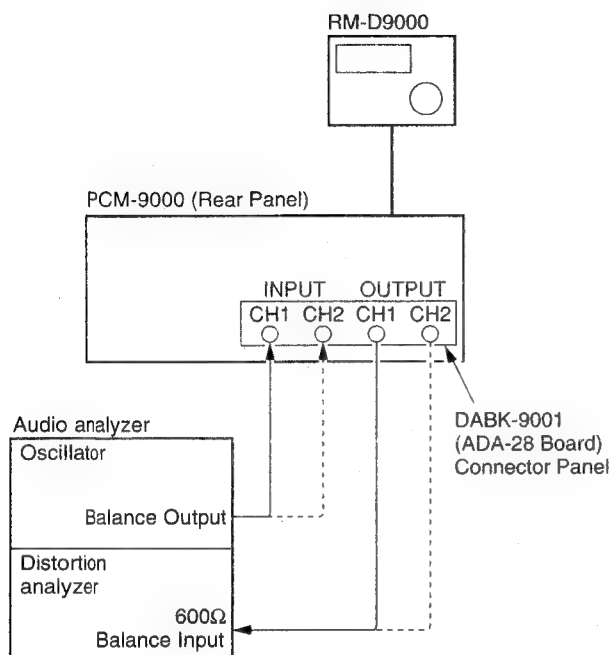 RM-D9000
PCM-9000 (Rear Panel)
INPUT OUTPUT
CH1 CH2 CH1 CH2
DABK-9001
(ADA-28 Board)
Connector Panel
Audio analyzer
Oscillator
Balance Output
Distortion
analyzer
600Ω
Balance Input